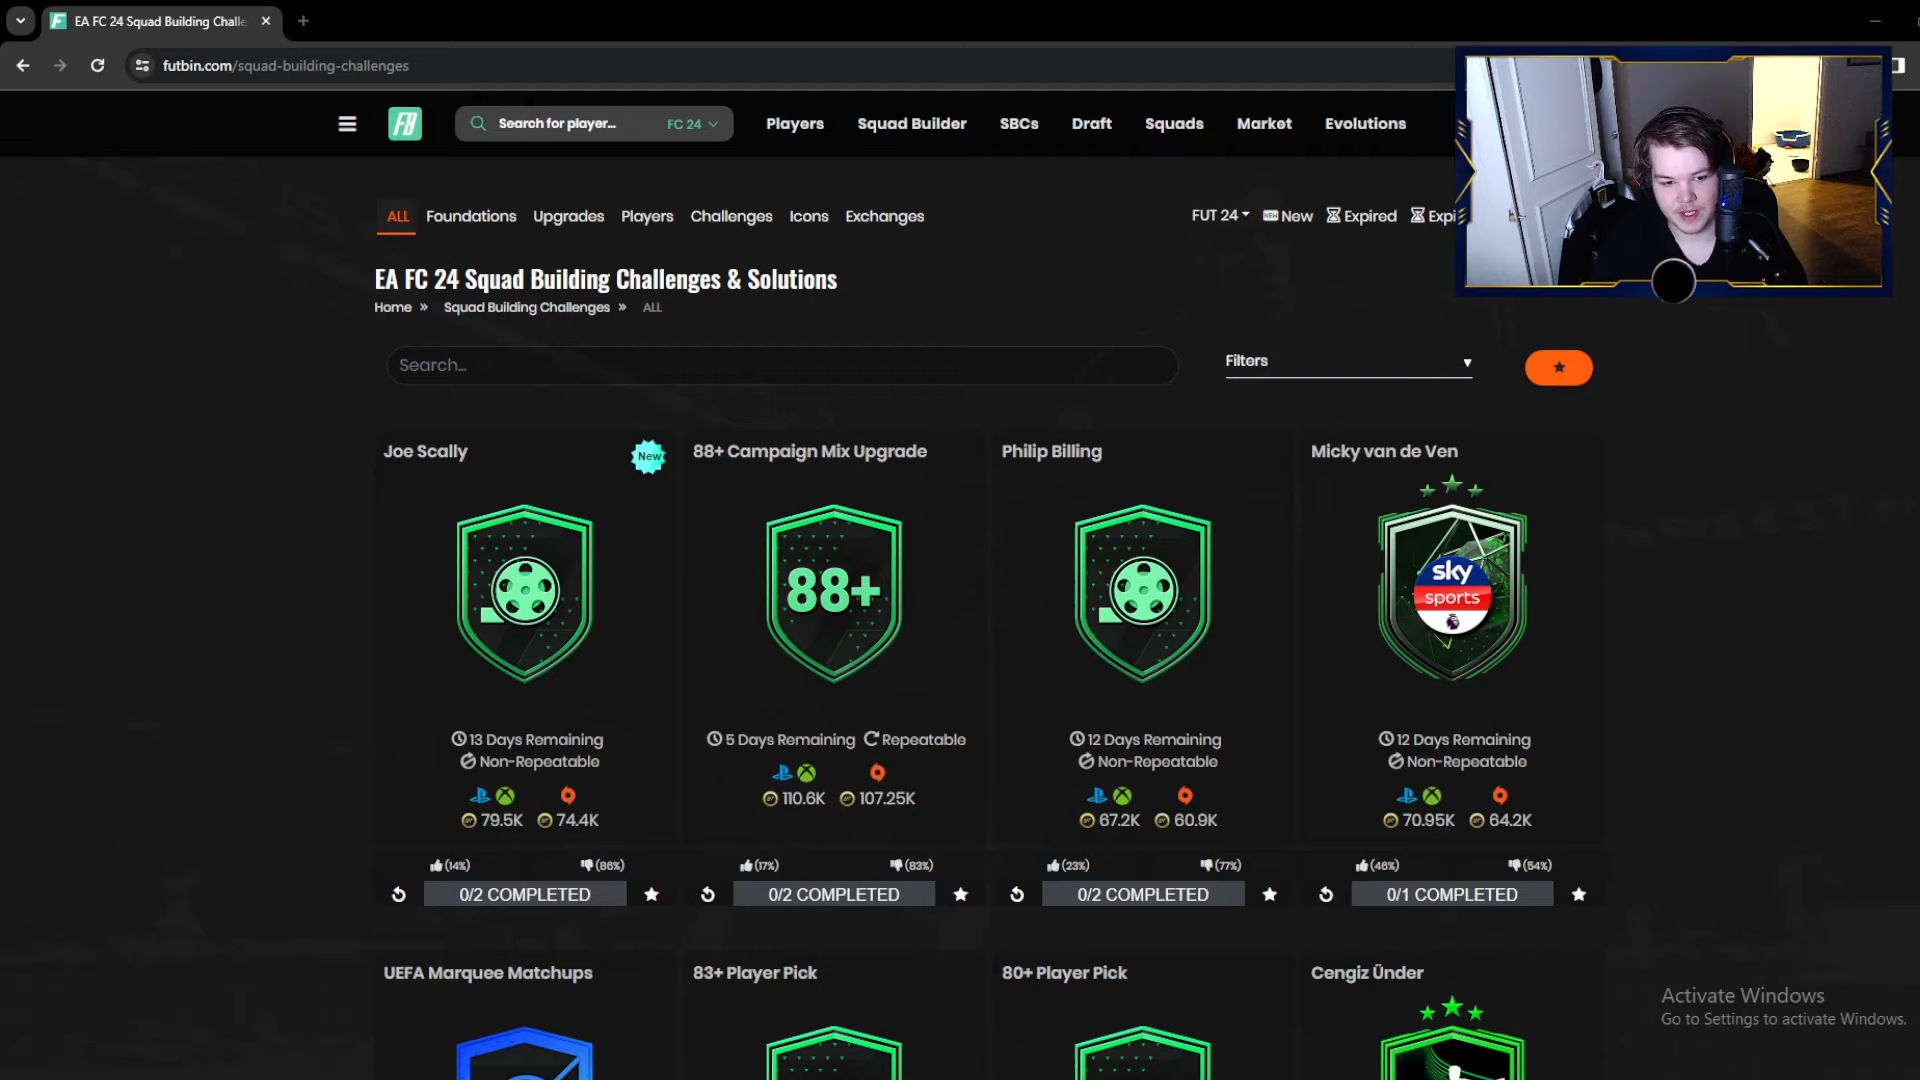 EA FC 24 Squad Building Challe
futbin.com/squad-building-challenges
FB
Search for player...
FC 24
Players
Squad Builder
SBCs
Draft
Squads
Market
Evolutions
ALL
Foundations
Upgrades
Players
Challenges
Icons
Exchanges
FUT 24
New
Expired
Expi
EA FC 24 Squad Building Challenges & Solutions
Home » Squad Building Challenges » ALL
Search...
Filters
Joe Scally
New
13 Days Remaining
Non-Repeatable
79.5K
74.4K
(14%)
(86%)
0/2 COMPLETED
88+ Campaign Mix Upgrade
88+
5 Days Remaining
Repeatable
110.6K
107.25K
(17%)
(83%)
0/2 COMPLETED
Philip Billing
12 Days Remaining
Non-Repeatable
67.2K
60.9K
(23%)
(77%)
0/2 COMPLETED
Micky van de Ven
sky
sports
12 Days Remaining
Non-Repeatable
70.95K
64.2K
(46%)
(54%)
0/1 COMPLETED
UEFA Marquee Matchups
83+ Player Pick
80+ Player Pick
Cengiz Ünder
Activate Windows
Go to Settings to activate Windows.